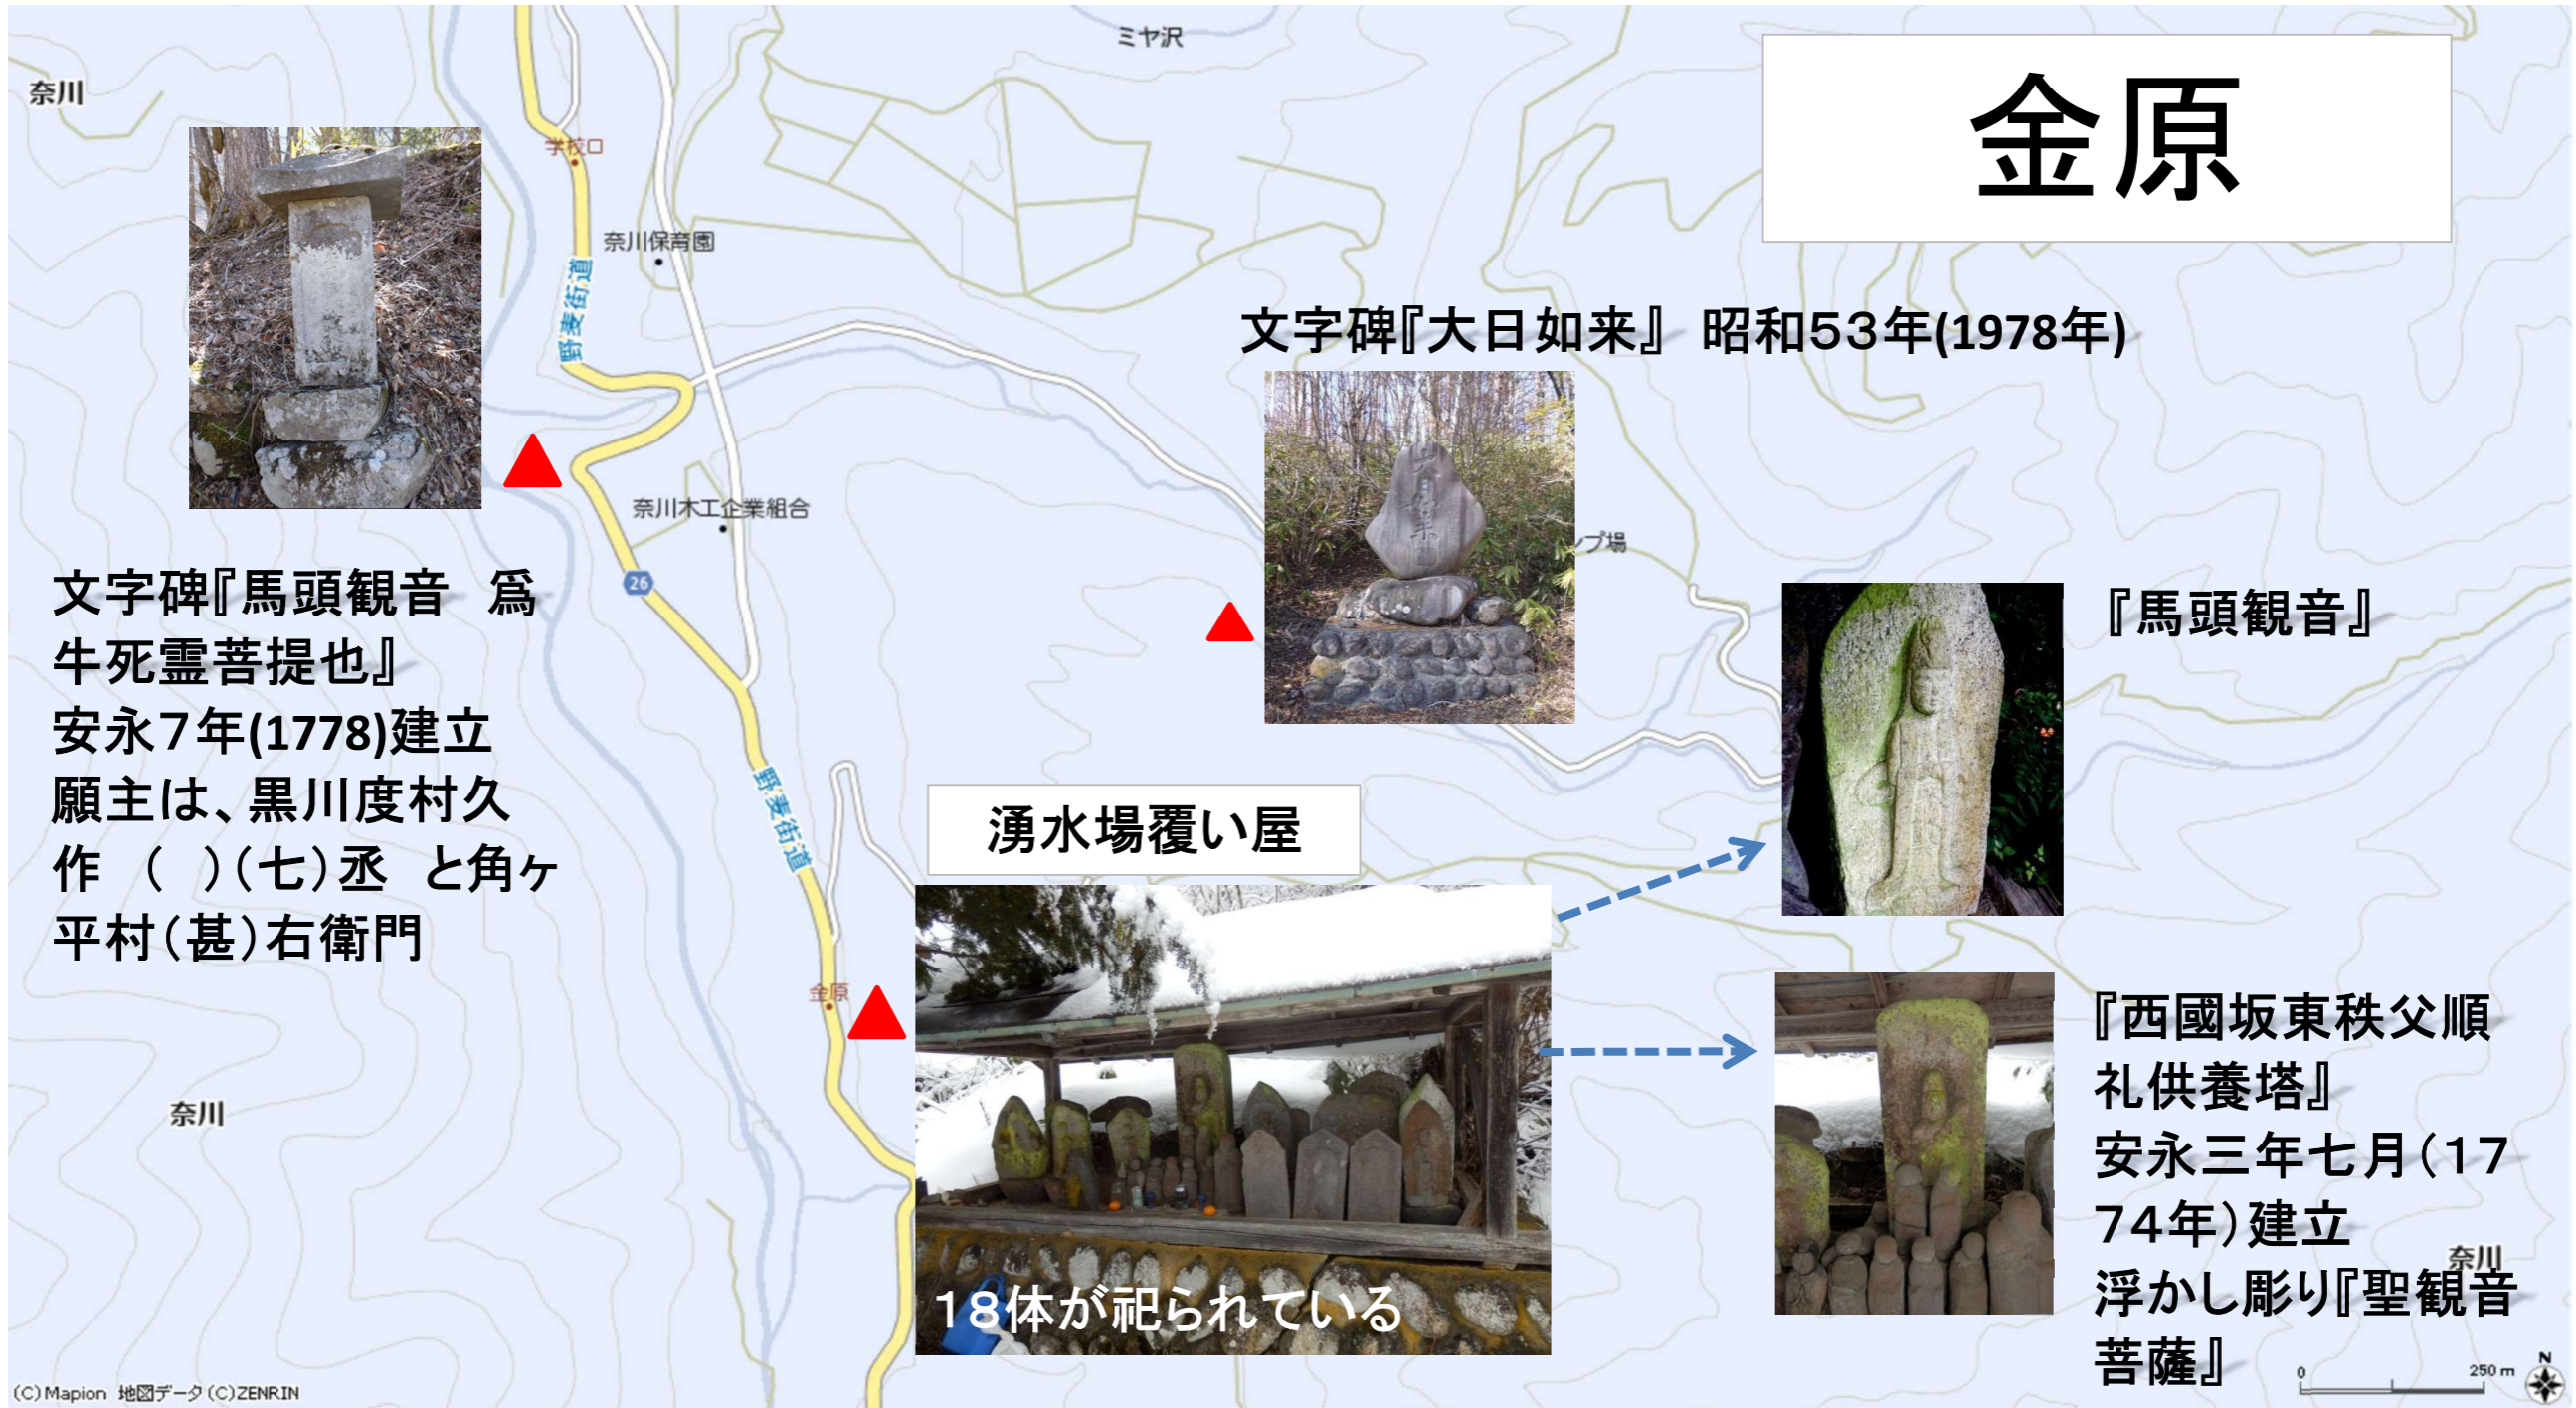 金原
ミヤ沢
奈川
学校口
奈川保育園
野麦街道
文字碑『大日如来』 昭和５３年(1978年)
大日如来
奈川木工企業組合
26
ンプ場
文字碑『馬頭観音　爲
牛死霊菩提也』
安永７年(1778)建立
願主は、黒川度村久
作　（　）（七）丞　と角ヶ
平村（甚）右衛門
『馬頭観音』
野麦街道
湧水場覆い屋
金原
１８体が祀られている
『西國坂東秩父順
礼供養塔』
安永三年七月（１７
７４年）建立
浮かし彫り『聖観音
菩薩』
奈川
奈川
(C)Mapion 地図データ(C)ZENRIN
0 250 m
N